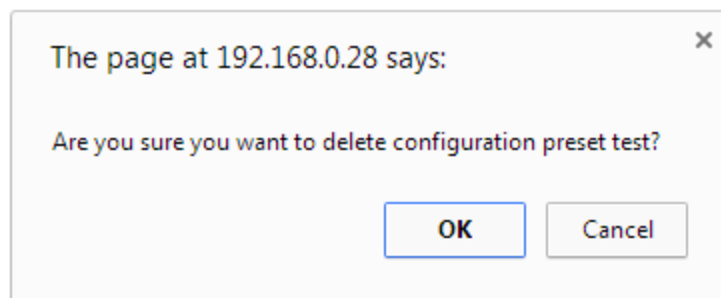 The page at 192.168.0.28 says:
Are you sure you want to delete configuration preset test?
OK Cancel